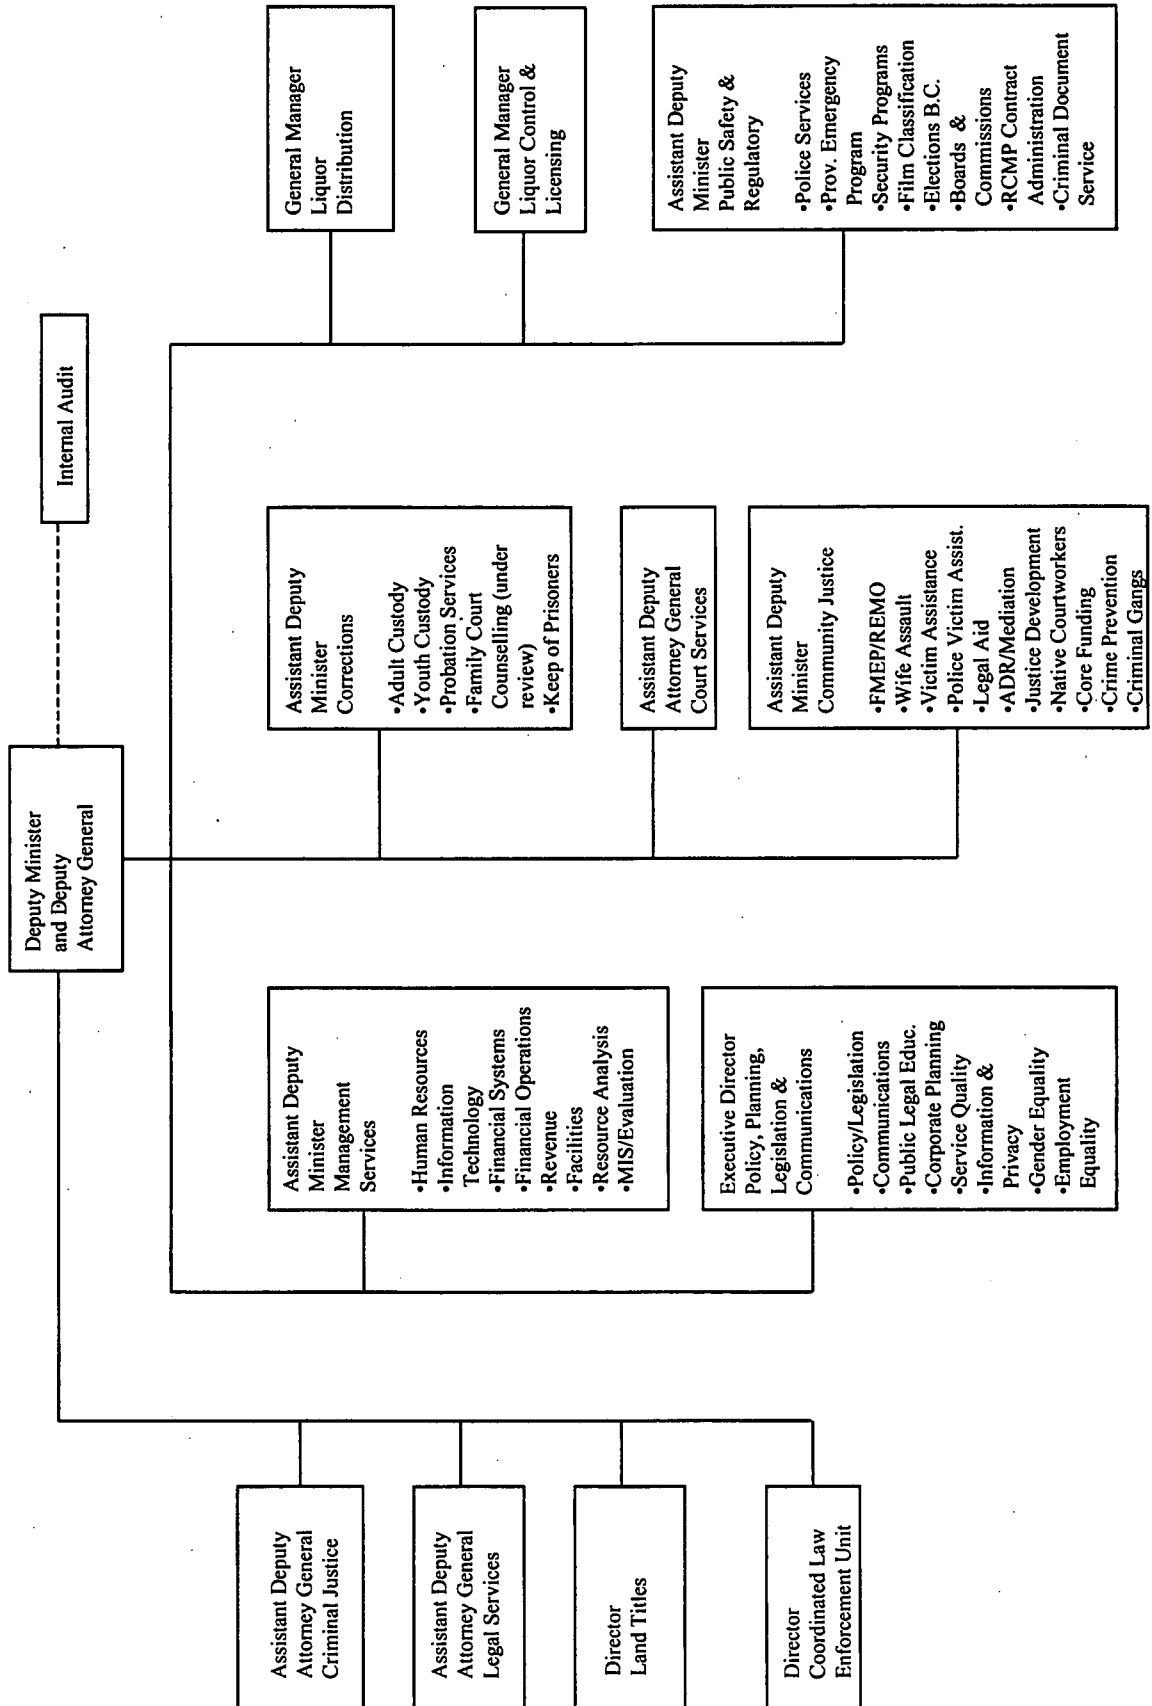 Deputy Minister
and Deputy
Attorney General
Internal Audit
Assistant Deputy
Attorney General
Criminal Justice
Assistant Deputy
Attorney General
Legal Services
Director
Land Titles
Director
Coordinated Law
Enforcement Unit
Assistant Deputy
Minister
Management
Services
•Human Resources
•Information
Technology
•Financial Systems
•Financial Operations
•Revenue
•Facilities
•Resource Analysis
•MIS/Evaluation
Executive Director
Policy, Planning,
Legislation &
Communications
•Policy/Legislation
•Communications
•Public Legal Educ.
•Corporate Planning
•Service Quality
•Information &
Privacy
•Gender Equality
•Employment
Equality
Assistant Deputy
Minister
Corrections
•Adult Custody
•Youth Custody
•Probation Services
•Family Court
Counselling (under
review)
•Keep of Prisoners
Assistant Deputy
Attorney General
Court Services
Assistant Deputy
Minister
Community Justice
•FMEP/REMO
•Wife Assault
•Victim Assistance
•Police Victim Assist.
•Legal Aid
•ADR/Mediation
•Justice Development
•Native Courtworkers
•Core Funding
•Crime Prevention
•Criminal Gangs
General Manager
Liquor
Distribution
General Manager
Liquor Control &
Licensing
Assistant Deputy
Minister
Public Safety &
Regulatory
•Police Services
•Prov. Emergency
Program
•Security Programs
•Film Classification
•Elections B.C.
•Boards &
Commissions
•RCMP Contract
Administration
•Criminal Document
Service